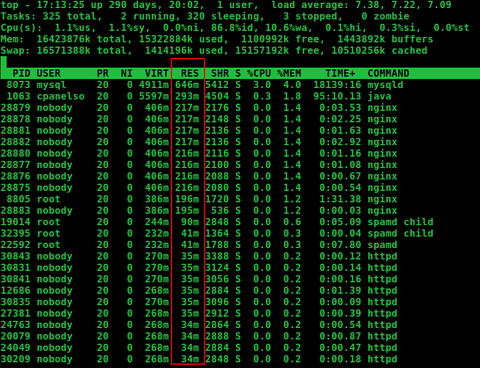 top - 17:13:25 up 290 days, 20:02, 1 user, load average: 7.38, 7.22, 7.09
Tasks: 325 total, 2 running, 320 sleeping, 3 stopped, 0 zombie
Cpu(s): 1.1%us, 1.1%sy, 0.0%ni, 86.8%id, 10.6%wa, 0.1%hi, 0.3%si, 0.0%st
Mem: 16423876k total, 15322884k used, 1100992k free, 1443892k buffers
Swap: 16571388k total, 1414196k used, 15157192k free, 10510256k cached
PID USER PR NI VIRT RES SHR S %CPU %MEM TIME+ COMMAND
8073 mysql 20 0 4911m 646m 5412 S 3.0 4.0 18139:16 mysqld
1063 cpanelso 20 0 5597m 293m 4504 S 0.3 1.8 95:10.13 java
28879 nobody 20 0 406m 217m 2176 S 0.0 1.4 0:03.53 nginx
28878 nobody 20 0 406m 217m 2148 S 0.0 1.4 0:02.25 nginx
28881 nobody 20 0 406m 217m 2136 S 0.0 1.4 0:01.63 nginx
28882 nobody 20 0 406m 217m 2136 S 0.0 1.4 0:02.92 nginx
28880 nobody 20 0 406m 216m 2116 S 0.0 1.4 0:01.16 nginx
28877 nobody 20 0 406m 216m 2100 S 0.0 1.4 0:01.08 nginx
28876 nobody 20 0 406m 216m 2088 S 0.0 1.4 0:00.67 nginx
28875 nobody 20 0 406m 216m 2080 S 0.0 1.4 0:00.54 nginx
8805 root 20 0 386m 196m 1720 S 0.0 1.2 1:31.38 nginx
28883 nobody 20 0 386m 195m 536 S 0.0 1.2 0:00.03 nginx
19014 root 20 0 244m 90m 2848 S 0.0 0.6 0:05.09 spamd child
32395 root 20 0 232m 41m 1364 S 0.0 0.3 0:00.04 spamd child
22592 root 20 0 232m 41m 1788 S 0.0 0.3 0:07.80 spamd
30843 nobody 20 0 270m 35m 3388 S 0.0 0.2 0:00.12 httpd
30831 nobody 20 0 270m 35m 3124 S 0.0 0.2 0:00.14 httpd
30841 nobody 20 0 270m 35m 3056 S 0.0 0.2 0:00.16 httpd
12686 nobody 20 0 268m 35m 2884 S 0.0 0.2 0:01.39 httpd
30835 nobody 20 0 270m 35m 3096 S 0.0 0.2 0:00.09 httpd
27381 nobody 20 0 268m 35m 2912 S 0.0 0.2 0:00.39 httpd
24763 nobody 20 0 268m 34m 2864 S 0.0 0.2 0:00.54 httpd
20079 nobody 20 0 268m 34m 2888 S 0.0 0.2 0:00.87 httpd
24049 nobody 20 0 268m 34m 2884 S 0.0 0.2 0:00.47 httpd
30209 nobody 20 0 268m 34m 2848 S 0.0 0.2 0:00.18 httpd